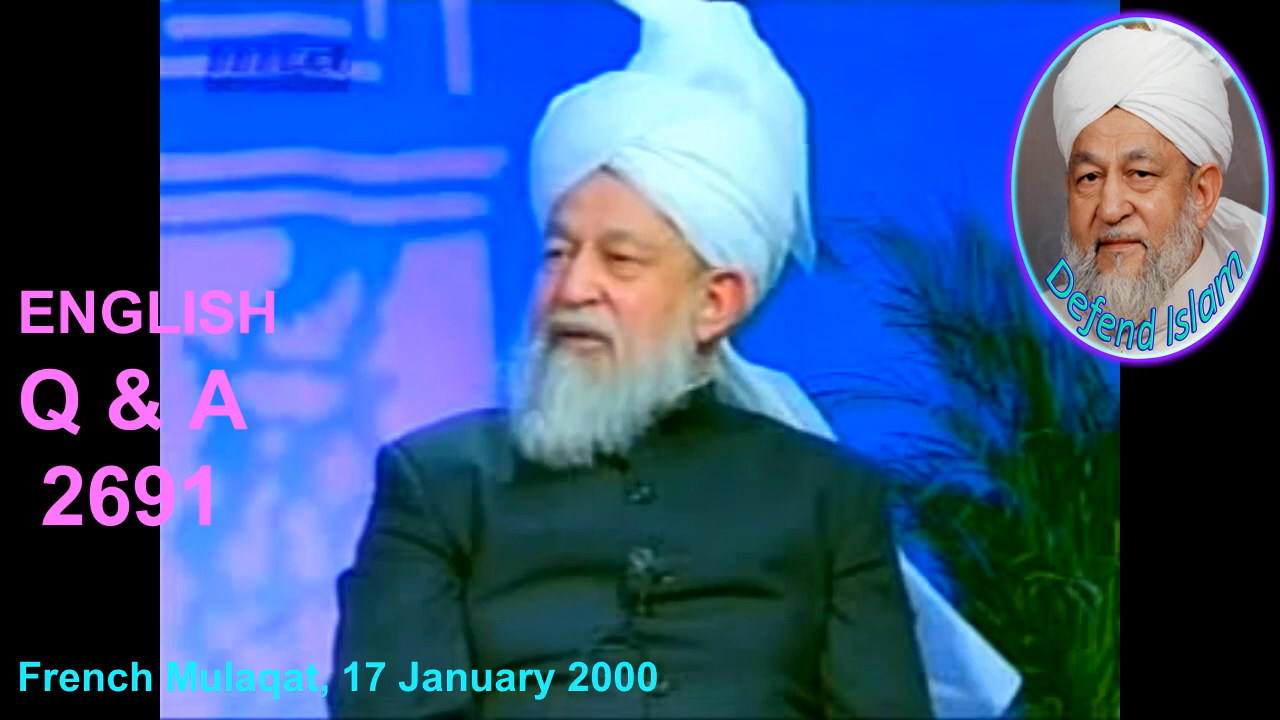 ENGLISH
Q & A
2691
Defend Islam
French Mulaqat, 17 January 2000